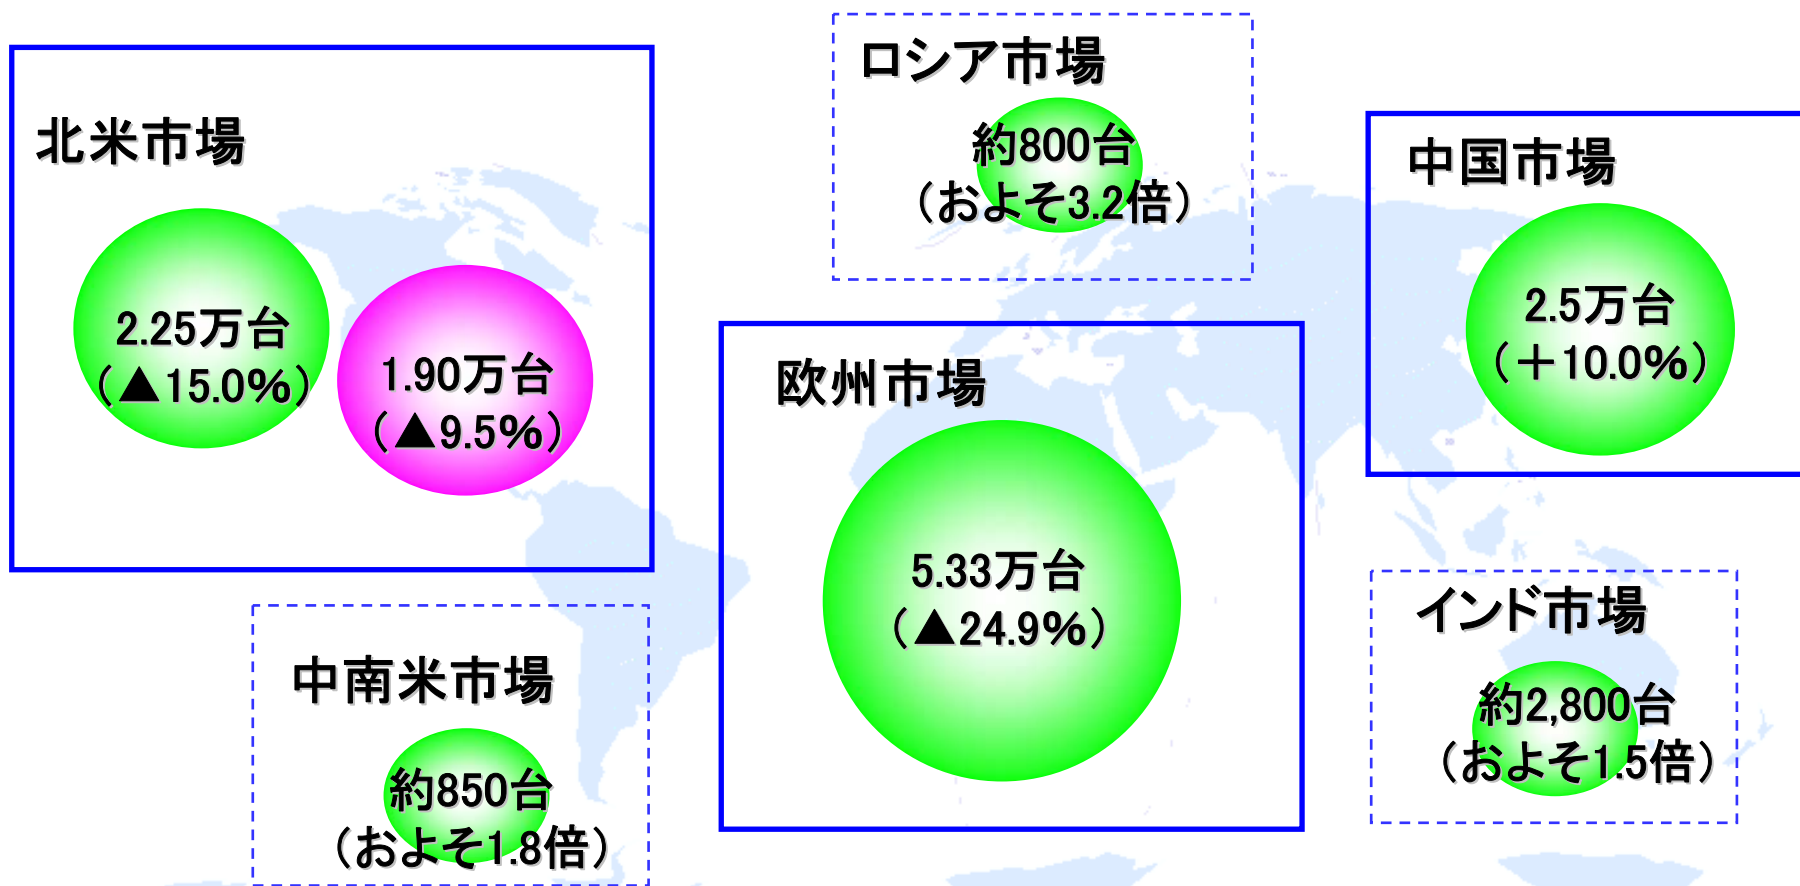 北米市場
2.25万台
（▲15.0%）
1.90万台
（▲9.5%）
ロシア市場
約800台
（およそ3.2倍）
中国市場
2.5万台
（＋10.0%）
欧州市場
5.33万台
（▲24.9%）
中南米市場
約850台
（およそ1.8倍）
インド市場
約2,800台
（およそ1.5倍）